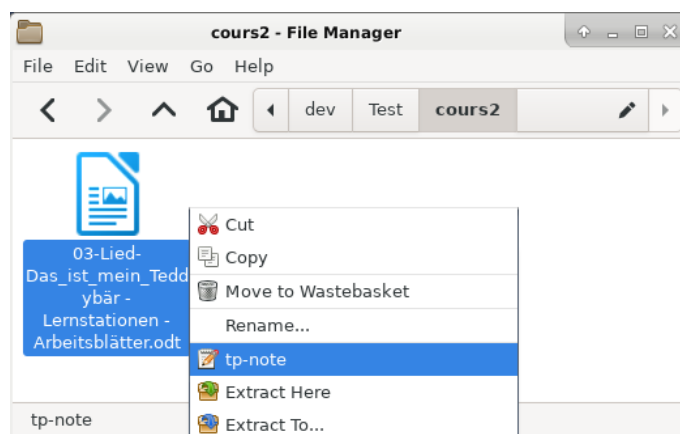 cours2 - File Manager
File Edit View Go Help
dev Test cours2
03-Lied-
Das_ist_mein_Tedd
ybär -
Lernstationen -
Arbeitsblätter.odt
Cut
Copy
Move to Wastebasket
Rename...
tp-note
Extract Here
Extract To...
tp-note